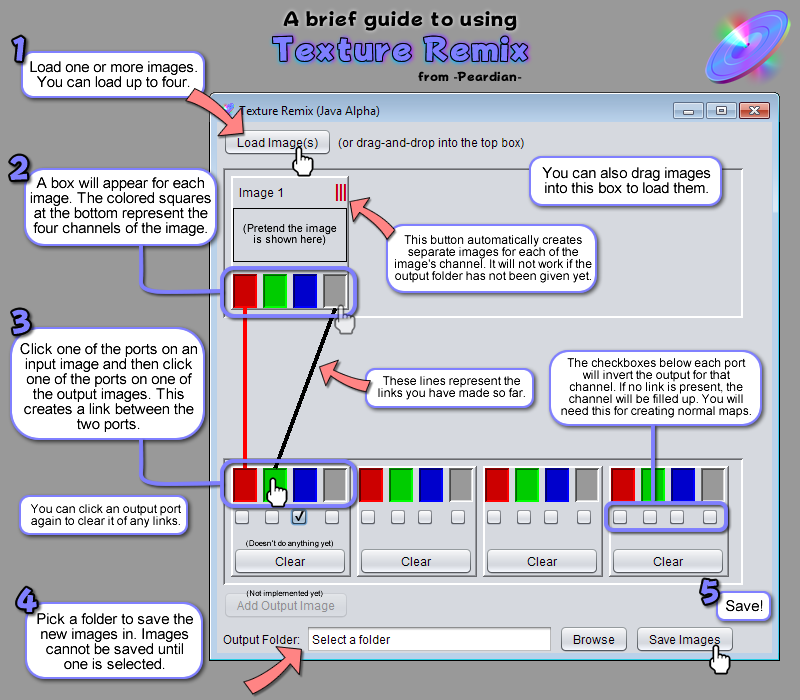 A brief guide to using
Texture Remix
from -Peardian-
1
Load one or more images.
You can load up to four.
Texture Remix (Java Alpha)
Load Image(s)
(or drag-and-drop into the top box)
2
A box will appear for each
image. The colored squares
at the bottom represent the
four channels of the image.
Image 1
(Pretend the image
is shown here)
You can also drag images
into this box to load them.
This button automatically creates
separate images for each of the
image's channel. It will not work if the
output folder has not been given yet.
3
Click one of the ports on an
input image and then click
one of the ports on one of
the output images. This
creates a link between the
two ports.
These lines represent the
links you have made so far.
The checkboxes below each port
will invert the output for that
channel. If no link is present, the
channel will be filled up. You will
need this for creating normal maps.
You can click an output port
again to clear it of any links.
(Doesn't do anything yet)
Clear
Clear
Clear
Clear
4
Pick a folder to save the
new images in. Images
cannot be saved until
one is selected.
(Not implemented yet)
Add Output Image
5
Save!
Output Folder:
Select a folder
Browse
Save Images